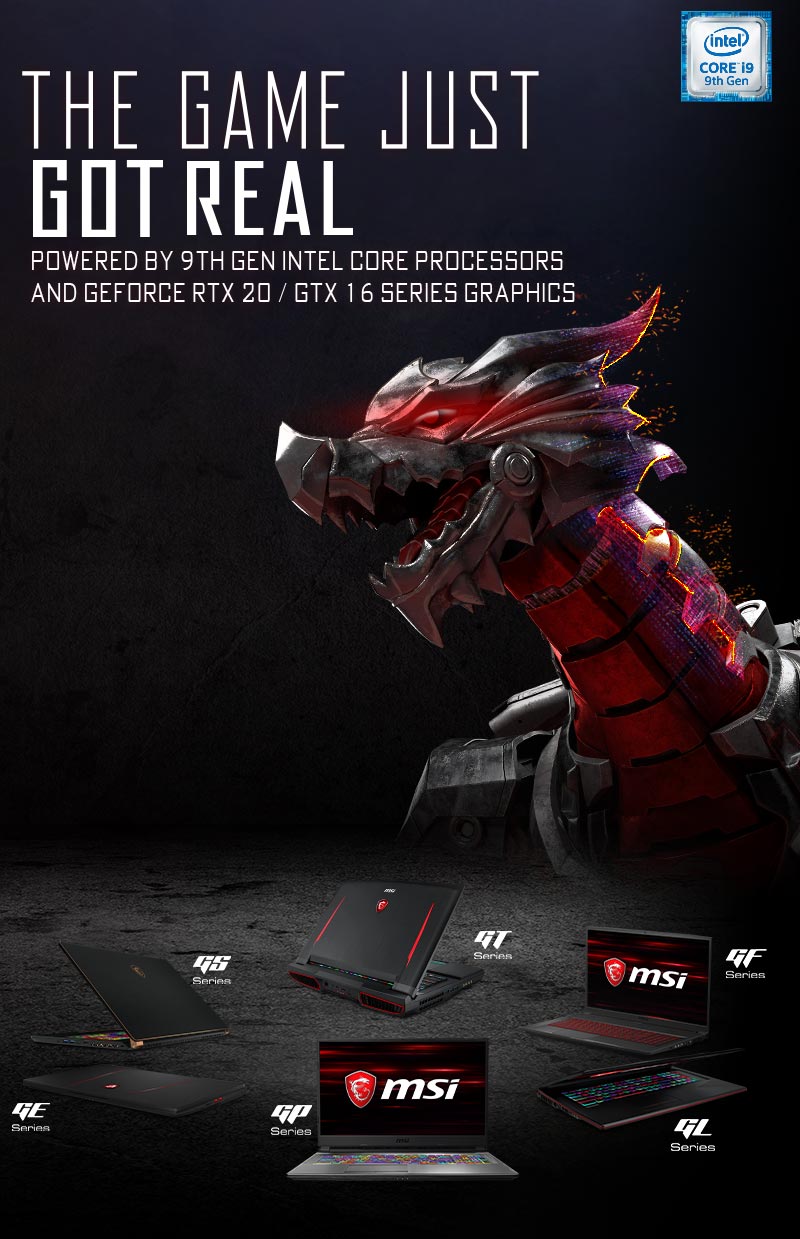 intel
CORE i9
9th Gen
THE GAME JUST
GOT REAL
POWERED BY 9TH GEN INTEL CORE PROCESSORS
AND GEFORCE RTX 20 / GTX 16 SERIES GRAPHICS
msi
GT
Series
GS
Series
GF
Series
msi
GE
Series
GP
Series
msi
msi
GL
Series